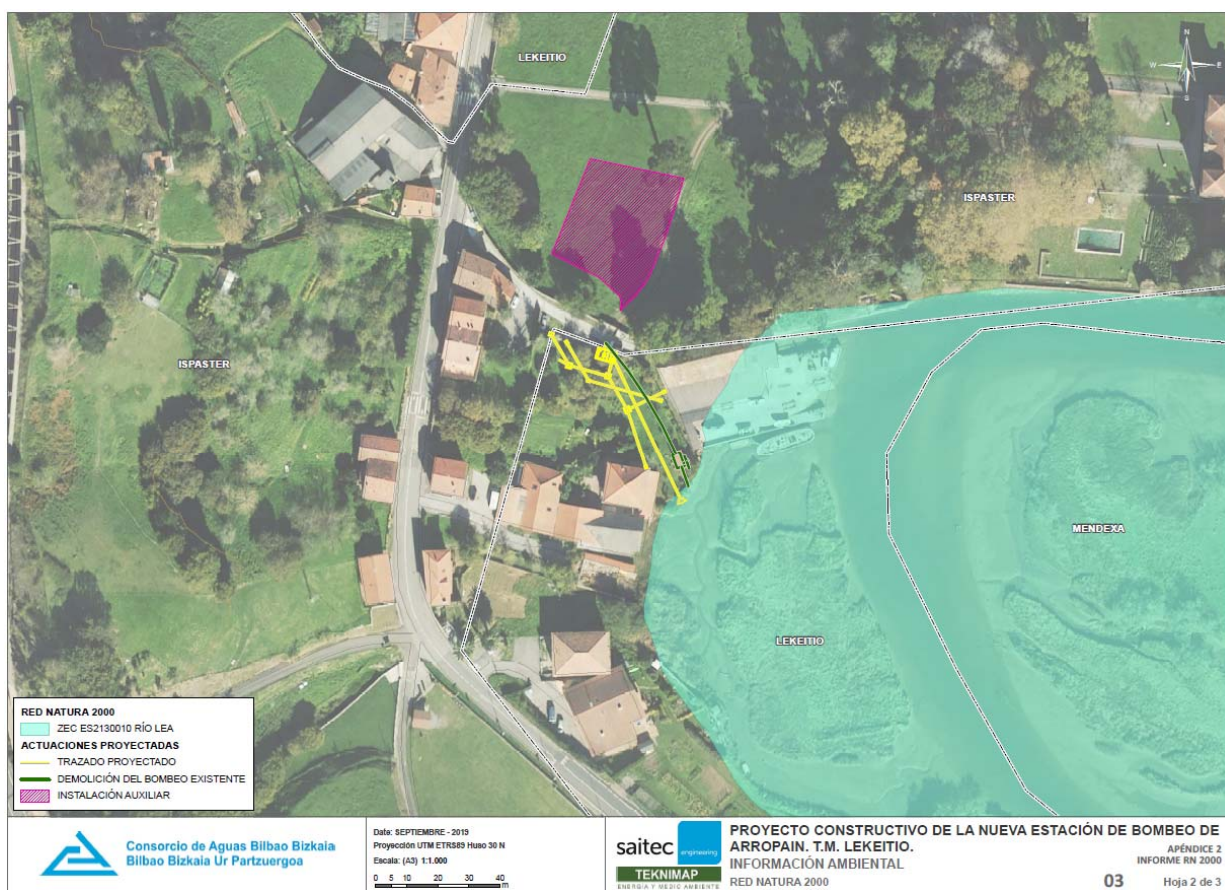 LEKEITIO
N
W
E
S
ISPASTER
ISPASTER
MENDEXA
LEKEITIO
RED NATURA 2000
ZEC ES2130010 RÍO LEA
ACTUACIONES PROYECTADAS
TRAZADO PROYECTADO
DEMOLICIÓN DEL BOMBEO EXISTENTE
INSTALACIÓN AUXILIAR
Consorcio de Aguas Bilbao Bizkaia
Bilbao Bizkaia Ur Partzuergoa
Date: SEPTIEMBRE - 2019
Proyección UTM ETRS89 Huso 30 N
Escala: (A3) 1:1.000
0 5 10 20 30 40
m
saitec engineering
TEKNIMAP
ENERGÍA Y MEDIO AMBIENTE
PROYECTO CONSTRUCTIVO DE LA NUEVA ESTACIÓN DE BOMBEO DE
ARROPAIN. T.M. LEKEITIO.
INFORMACIÓN AMBIENTAL
RED NATURA 2000
APÉNDICE 2
INFORME RN 2000
03 Hoja 2 de 3